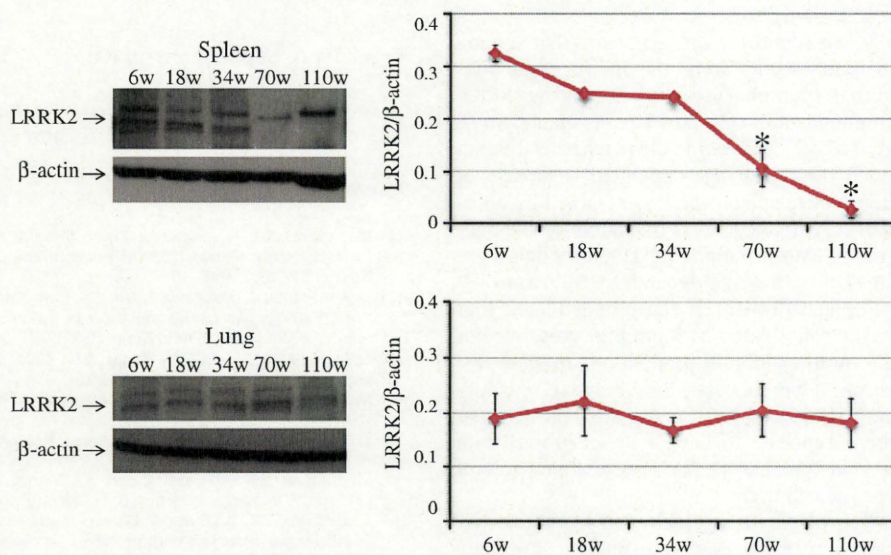 Spleen
6w 18w 34w 70w 110w
LRRK2→
β-actin→
LRRK2/β-actin
0.4
0.3
0.2
0.1
0
*
*
6w 18w 34w 70w 110w
Lung
6w 18w 34w 70w 110w
LRRK2→
β-actin→
LRRK2/β-actin
0.4
0.3
0.2
0.1
0
6w 18w 34w 70w 110w